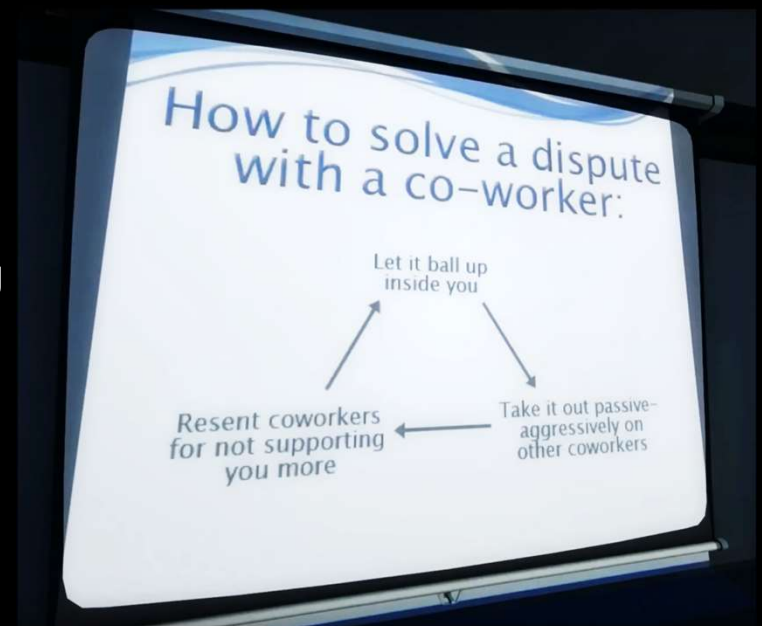 How to solve a dispute
with a co-worker:
Let it ball up
inside you
Take it out passive-
aggressively on
other coworkers
Resent coworkers
for not supporting
you more